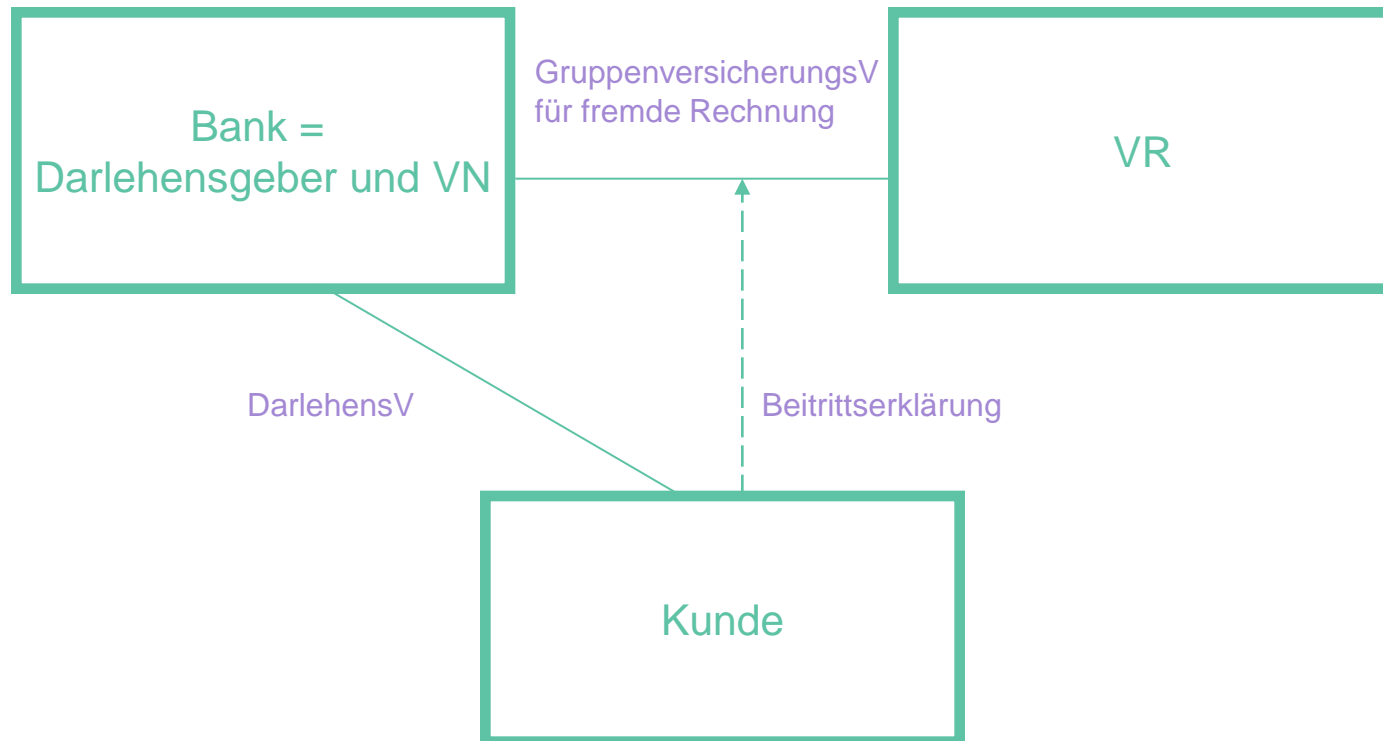 GruppenversicherungsV
für fremde Rechnung
Bank =
Darlehensgeber und VN
VR
DarlehensV
Beitrittserklärung
Kunde